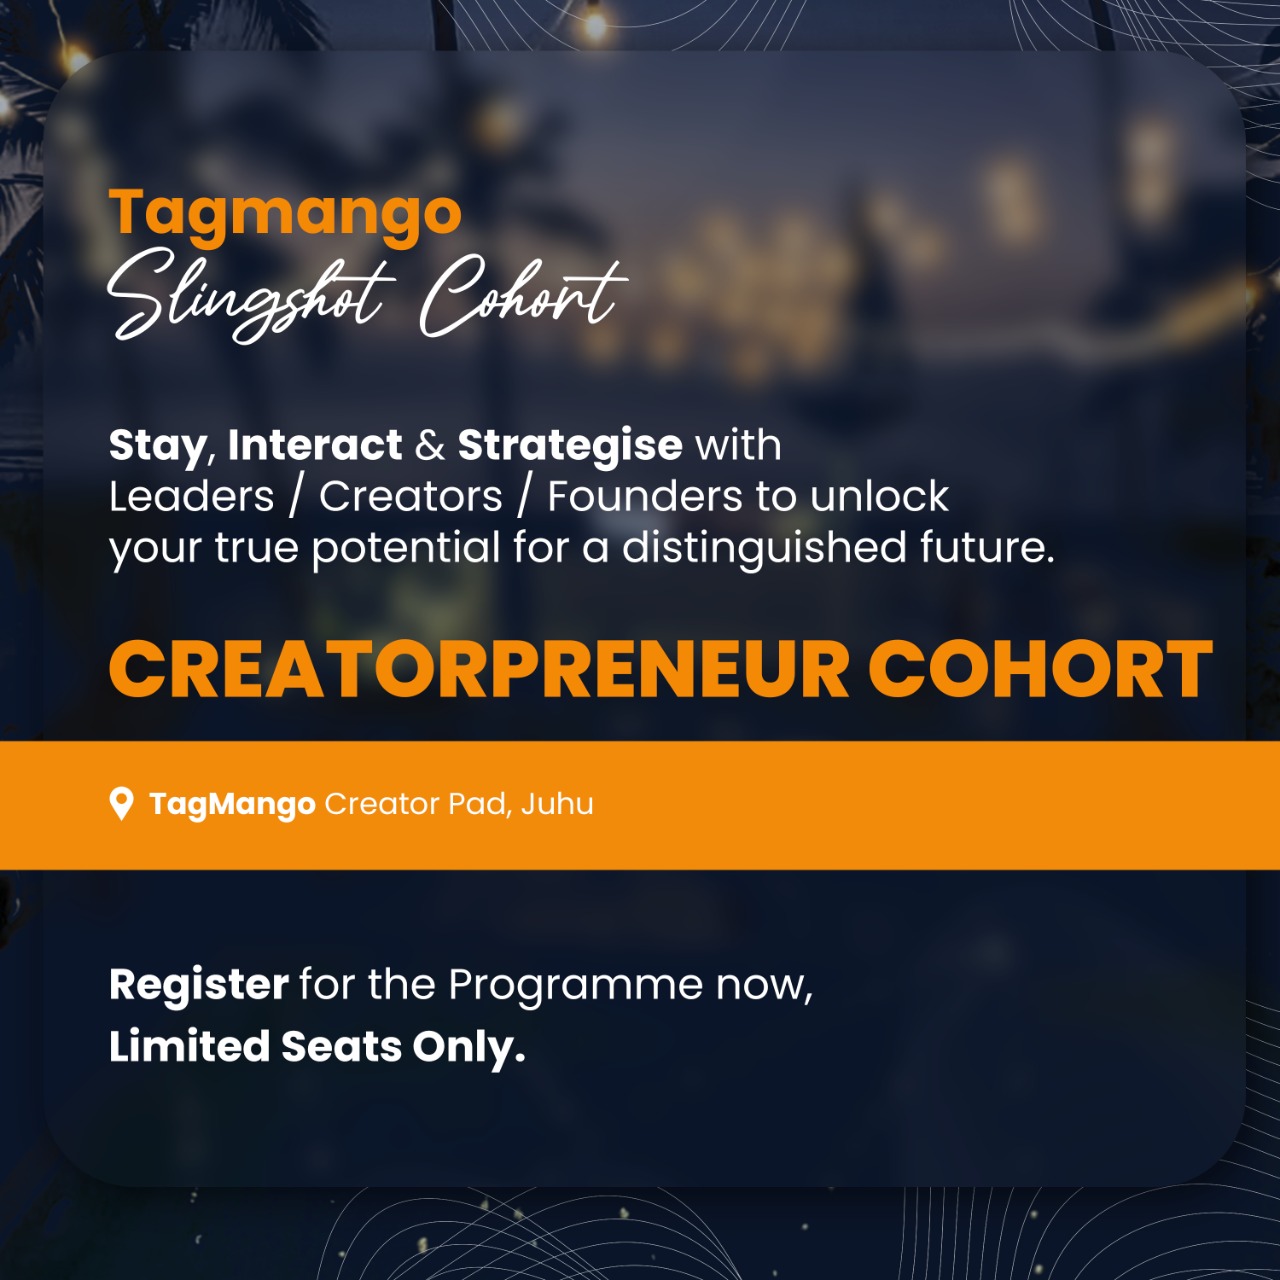 Tagmango
Slingshot Cohort
Stay, Interact & Strategise with
Leaders / Creators / Founders to unlock
your true potential for a distinguished future.
CREATORPRENEUR COHORT
TagMango Creator Pad, Juhu
Register for the Programme now,
Limited Seats Only.